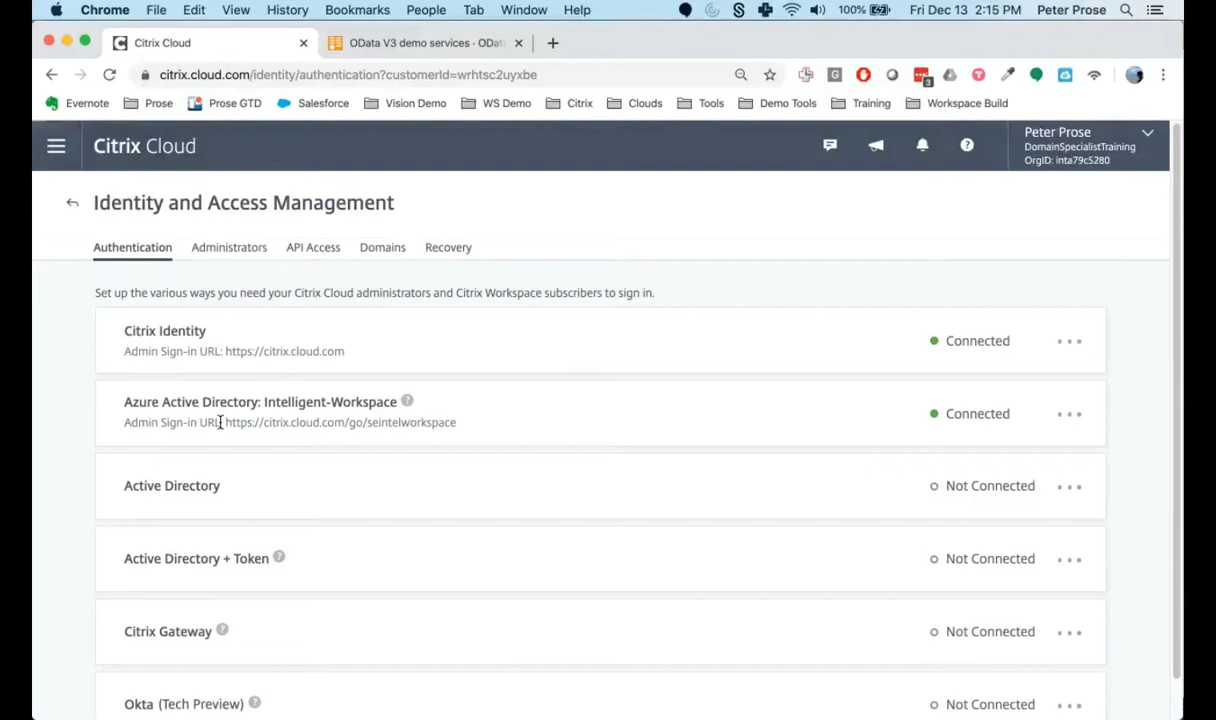 Chrome File Edit View History Bookmarks People Tab Window Help 100% Fri Dec 13 2:15 PM Peter Prose
Citrix Cloud OData V3 demo services · ODat
citrix.cloud.com/identity/authentication?customerId=wrhtsc2uyxbe 3
Evernote Prose Prose GTD Salesforce Vision Demo WS Demo Citrix Clouds Tools Demo Tools Training Workspace Build
Citrix Cloud
Peter Prose
DomainSpecialistTraining
OrgID: inta79c5280
Identity and Access Management
Authentication Administrators API Access Domains Recovery
Set up the various ways you need your Citrix Cloud administrators and Citrix Workspace subscribers to sign in.
Citrix Identity
Admin Sign-in URL: https://citrix.cloud.com
Connected
Azure Active Directory: Intelligent-Workspace ?
Admin Sign-in URL: https://citrix.cloud.com/go/seintelworkspace
Connected
Active Directory Not Connected
Active Directory + Token ? Not Connected
Citrix Gateway ? Not Connected
Okta (Tech Preview) ? Not Connected